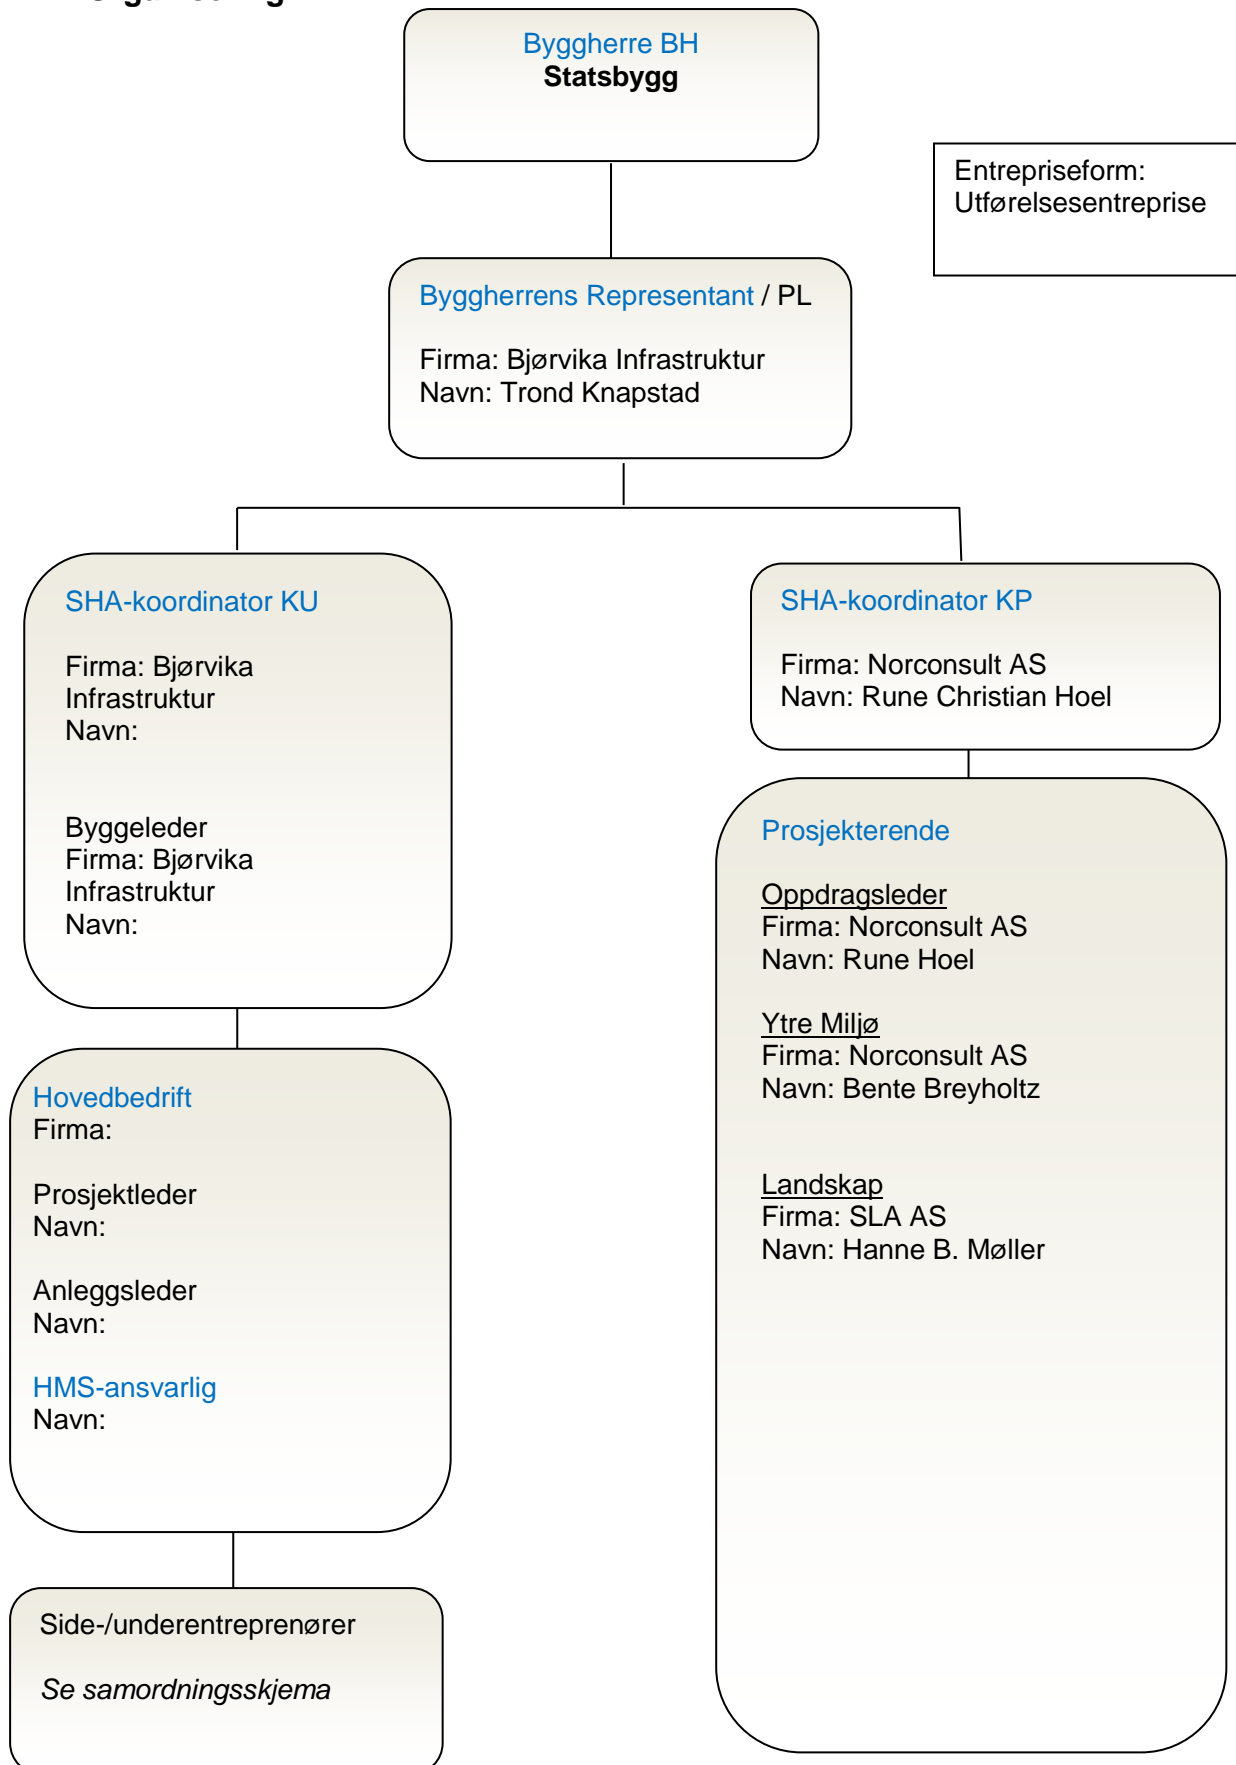 Byggherre BH
Statsbygg
Entrepriseform:
Utførelsesentreprise
Byggherrens Representant / PL
Firma: Bjørvika Infrastruktur
Navn: Trond Knapstad
SHA-koordinator KU
Firma: Bjørvika
Infrastruktur
Navn:
Byggeleder
Firma: Bjørvika
Infrastruktur
Navn:
SHA-koordinator KP
Firma: Norconsult AS
Navn: Rune Christian Hoel
Prosjekterende
Oppdragsleder
Firma: Norconsult AS
Navn: Rune Hoel
Ytre Miljø
Firma: Norconsult AS
Navn: Bente Breyholtz
Landskap
Firma: SLA AS
Navn: Hanne B. Møller
Hovedbedrift
Firma:
Prosjektleder
Navn:
Anleggsleder
Navn:
HMS-ansvarlig
Navn:
Side-/underentreprenører
Se samordningsskjema